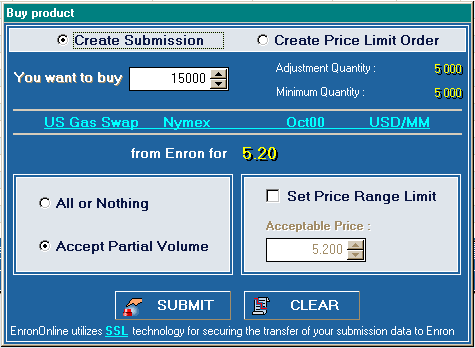 Buy product
Create Submission Create Price Limit Order
You want to buy 15000 Adjustment Quantity : 5 000
Minimum Quantity : 5 000
US Gas Swap Nymex Oct00 USD/MM
from Enron for 5.20
All or Nothing Set Price Range Limit
Acceptable Price :
Accept Partial Volume 5.200
SUBMIT CLEAR
EnronOnline utilizes SSL technology for securing the transfer of your submission data to Enron